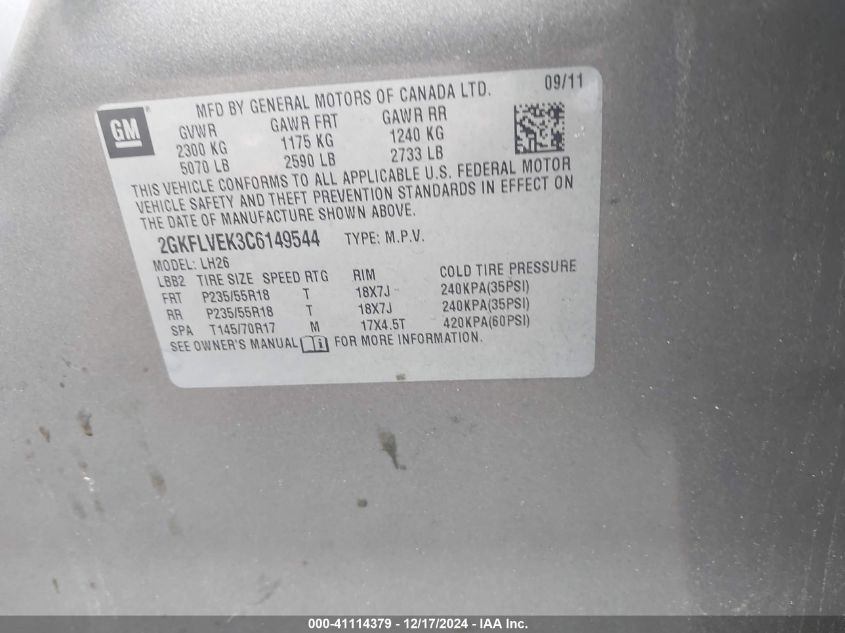 MFD BY GENERAL MOTORS OF CANADA LTD. 09/11
GM
GVWR GAWR FRT GAWR RR
2300 KG 1175 KG 1240 KG
5070 LB 2590 LB 2733 LB
THIS VEHICLE CONFORMS TO ALL APPLICABLE U.S. FEDERAL MOTOR
VEHICLE SAFETY AND THEFT PREVENTION STANDARDS IN EFFECT ON
THE DATE OF MANUFACTURE SHOWN ABOVE.
2GKFLVEK3C6149544 TYPE: M.P.V.
MODEL: LH26
LBB2 TIRE SIZE SPEED RTG RIM COLD TIRE PRESSURE
FRT P235/55R18 T 18X7J 240KPA(35PSI)
RR P235/55R18 T 18X7J 240KPA(35PSI)
SPA T145/70R17 M 17X4.5T 420KPA(60PSI)
SEE OWNER'S MANUAL i FOR MORE INFORMATION.
000-41114379 - 12/17/2024 - IAA Inc.